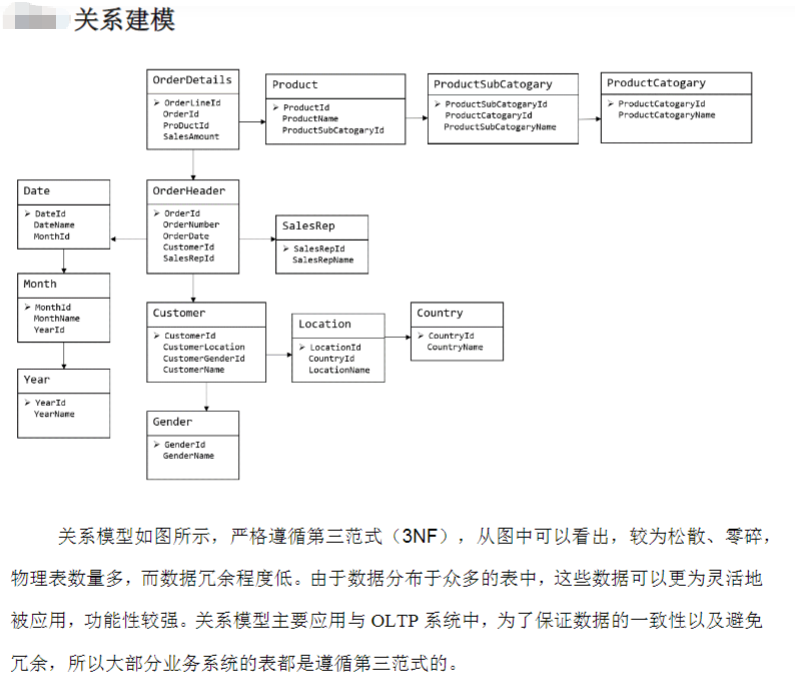 关系建模
OrderDetails
➢ OrderLineId
OrderId
ProDuctId
SalesAmount
Product
➢ ProductId
ProductName
ProductSubCatogaryId
ProductSubCatogary
➢ ProductSubCatogaryId
ProductCatogaryId
ProductSubCatogaryName
ProductCatogary
➢ ProductCatogaryId
ProductCatogaryName
Date
➢ DateId
DateName
MonthId
OrderHeader
➢ OrderId
OrderNumber
OrderDate
CustomerId
SalesRepId
SalesRep
➢ SalesRepId
SalesRepName
Month
➢ MonthId
MonthName
YearId
Customer
➢ CustomerId
CustomerLocation
CustomerGenderId
CustomerName
Location
➢ LocationId
CountryId
LocationName
Country
➢ CountryId
CountryName
Year
➢ YearId
YearName
Gender
➢ GenderId
GenderName
关系模型如图所示，严格遵循第三范式（3NF），从图中可以看出，较为松散、零碎，
物理表数量多，而数据冗余程度低。由于数据分布于众多的表中，这些数据可以更为灵活地
被应用，功能性较强。关系模型主要应用与 OLTP 系统中，为了保证数据的一致性以及避免
冗余，所以大部分业务系统的表都是遵循第三范式的。